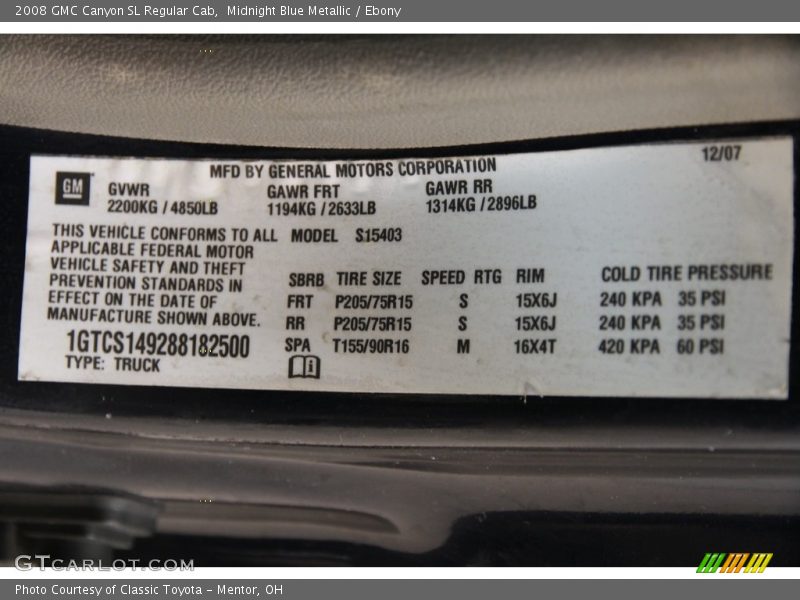 2008 GMC Canyon SL Regular Cab, Midnight Blue Metallic / Ebony
12/07
MFD BY GENERAL MOTORS CORPORATION
GM
GVWR GAWR FRT GAWR RR
2200KG / 4850LB 1194KG / 2633LB 1314KG / 2896LB
THIS VEHICLE CONFORMS TO ALL MODEL S15403
APPLICABLE FEDERAL MOTOR
VEHICLE SAFETY AND THEFT
PREVENTION STANDARDS IN
EFFECT ON THE DATE OF
MANUFACTURE SHOWN ABOVE.
1GTCS149288182500
TYPE: TRUCK
SBRB TIRE SIZE SPEED RTG RIM COLD TIRE PRESSURE
FRT P205/75R15 S 15X6J 240 KPA 35 PSI
RR P205/75R15 S 15X6J 240 KPA 35 PSI
SPA T155/90R16 M 16X4T 420 KPA 60 PSI
GTCARLOT.COM
Photo Courtesy of Classic Toyota - Mentor, OH